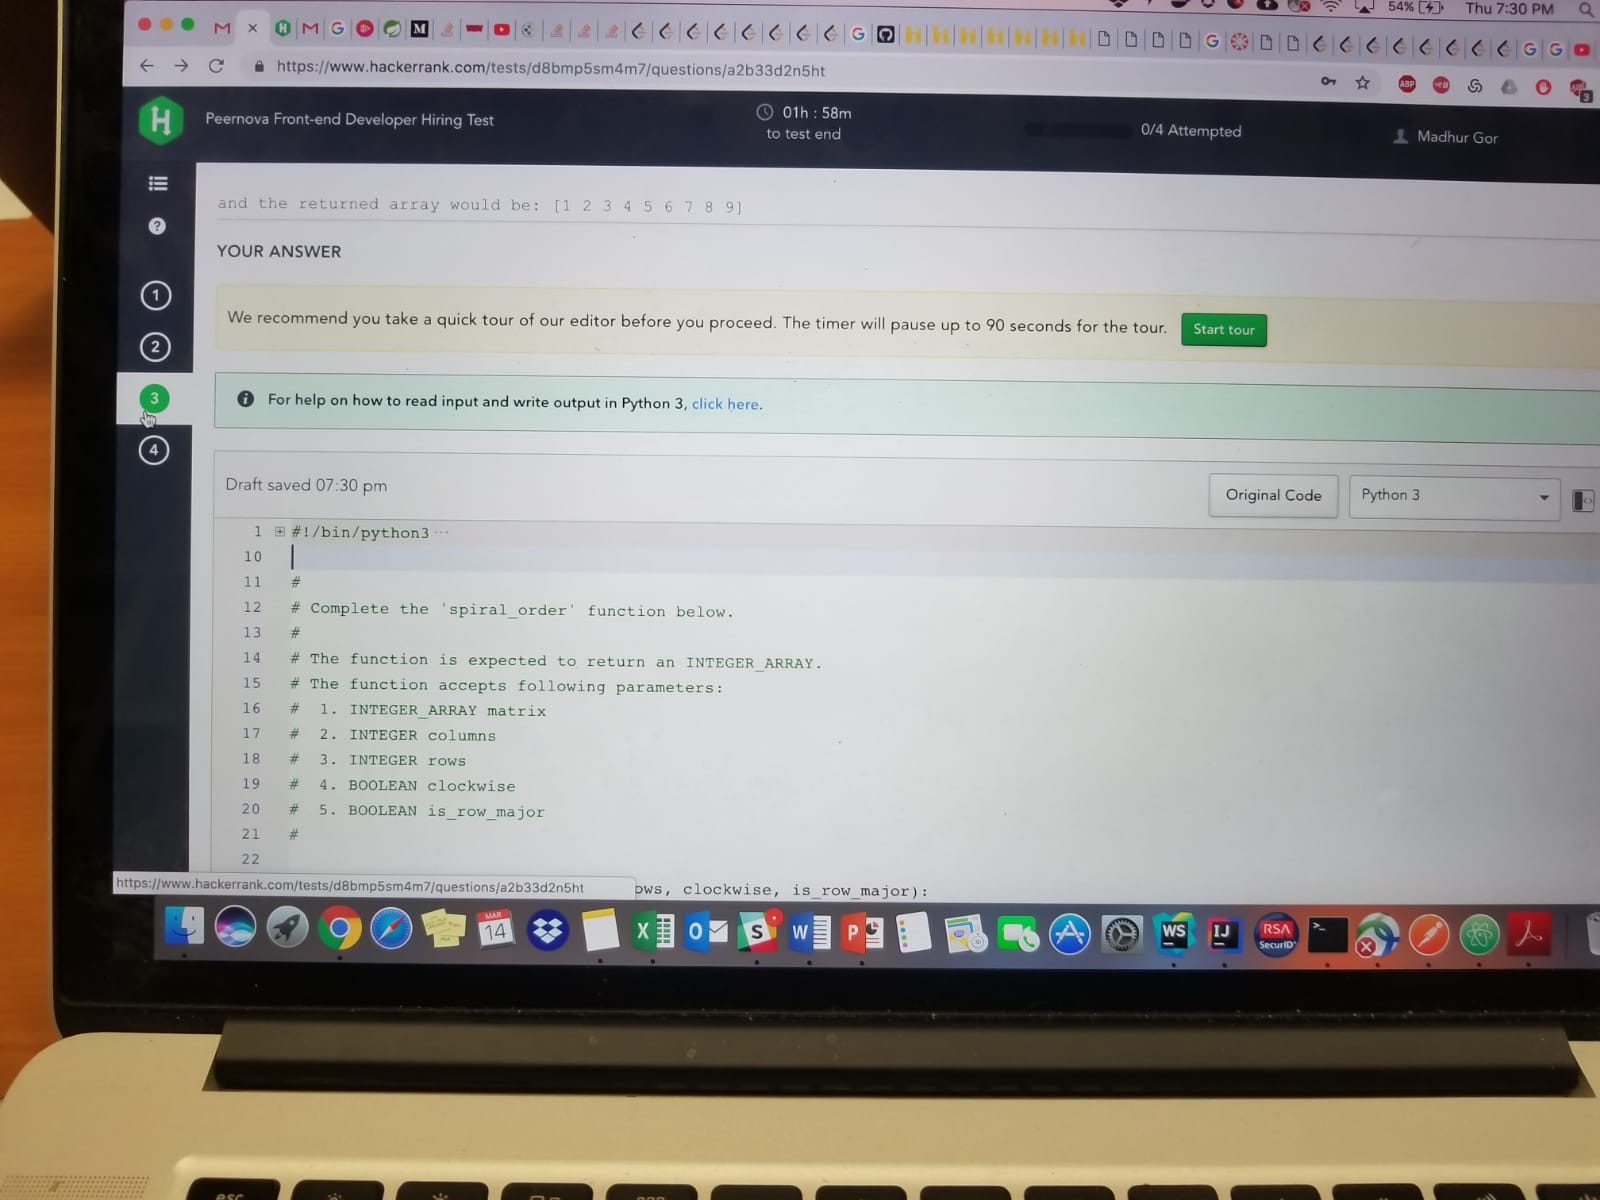 54%
Thu 7:30 PM
https://www.hackerrank.com/tests/d8bmp5sm4m7/questions/a2b33d2n5ht
ABP
3
H
Peernova Front-end Developer Hiring Test
01h : 58m
to test end
0/4 Attempted
Madhur Gor
and the returned array would be: [1 2 3 4 5 6 7 8 9]
?
YOUR ANSWER
1
We recommend you take a quick tour of our editor before you proceed. The timer will pause up to 90 seconds for the tour.
Start tour
2
3
For help on how to read input and write output in Python 3, click here.
4
Draft saved 07:30 pm
Original Code
Python 3
1 #!/bin/python3 ...
10
11 #
12 # Complete the 'spiral_order' function below.
13 #
14 # The function is expected to return an INTEGER_ARRAY.
15 # The function accepts following parameters:
16 # 1. INTEGER_ARRAY matrix
17 # 2. INTEGER columns
18 # 3. INTEGER rows
19 # 4. BOOLEAN clockwise
20 # 5. BOOLEAN is_row_major
21 #
22
https://www.hackerrank.com/tests/d8bmp5sm4m7/questions/a2b33d2n5ht
ows, clockwise, is_row_major):
MAR
14
X
O
S
W
P
WS
IJ
RSA
SecurID
>_
esc